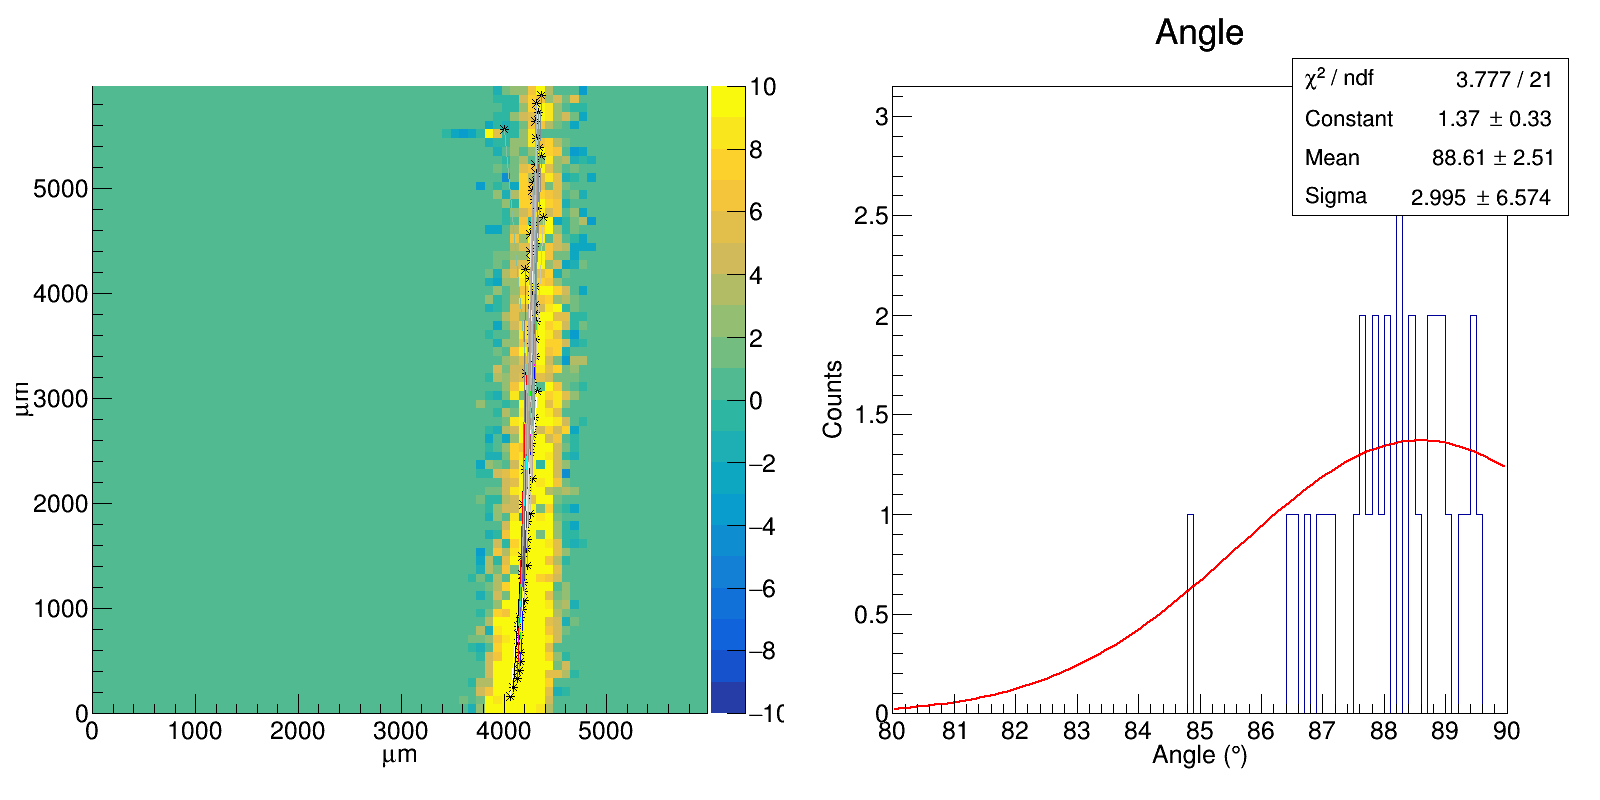 Angle
χ² / ndf 3.777 / 21
Constant 1.37 ± 0.33
Mean 88.61 ± 2.51
Sigma 2.995 ± 6.574
μm
5000
4000
3000
2000
1000
0
0 1000 2000 3000 4000 5000
μm
10
8
6
4
2
0
−2
−4
−6
−8
−10
Counts
3
2.5
2
1.5
1
0.5
0
80 81 82 83 84 85 86 87 88 89 90
Angle (°)